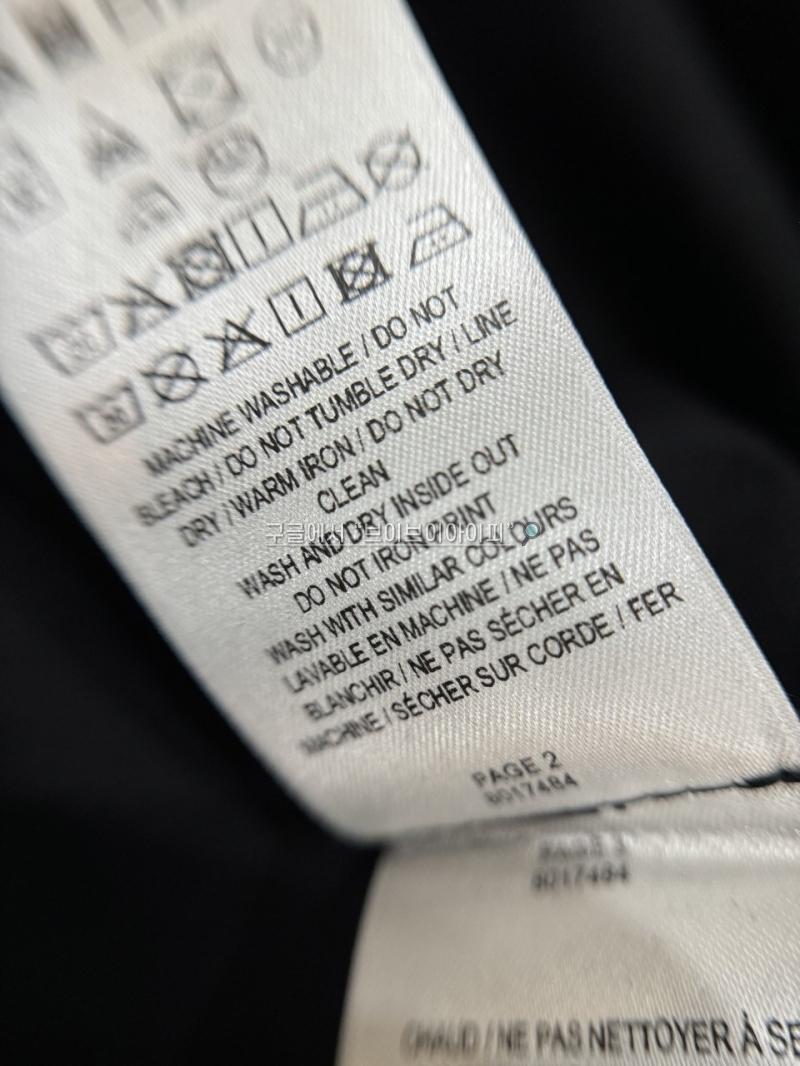 MACHINE WASHABLE / DO NOT
BLEACH / DO NOT TUMBLE DRY / LINE
DRY / WARM IRON / DO NOT DRY
CLEAN
WASH AND DRY INSIDE OUT
구글에서 "브이브이아이피"
DO NOT IRON PRINT
WASH WITH SIMILAR COLOURS
LAVABLE EN MACHINE / NE PAS
BLANCHIR / NE PAS SÉCHER EN
MACHINE / SÉCHER SUR CORDE / FER
PAGE 2
8017484
8017484
CHAUD / NE PAS NETTOYER À SE